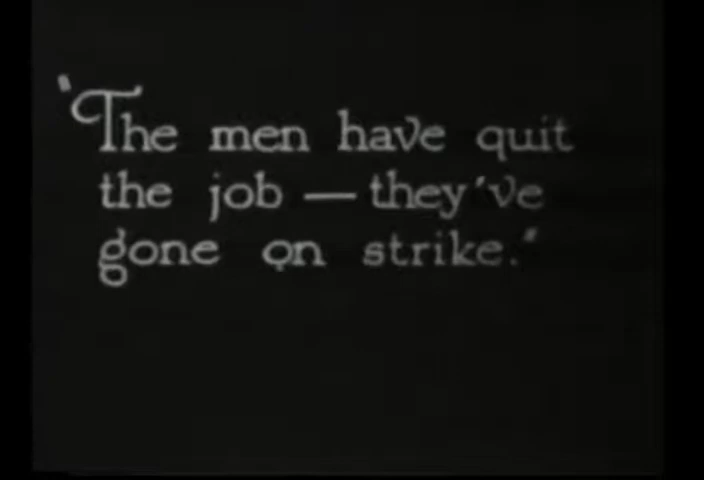 "The men have quit
the job — they've
gone on strike."